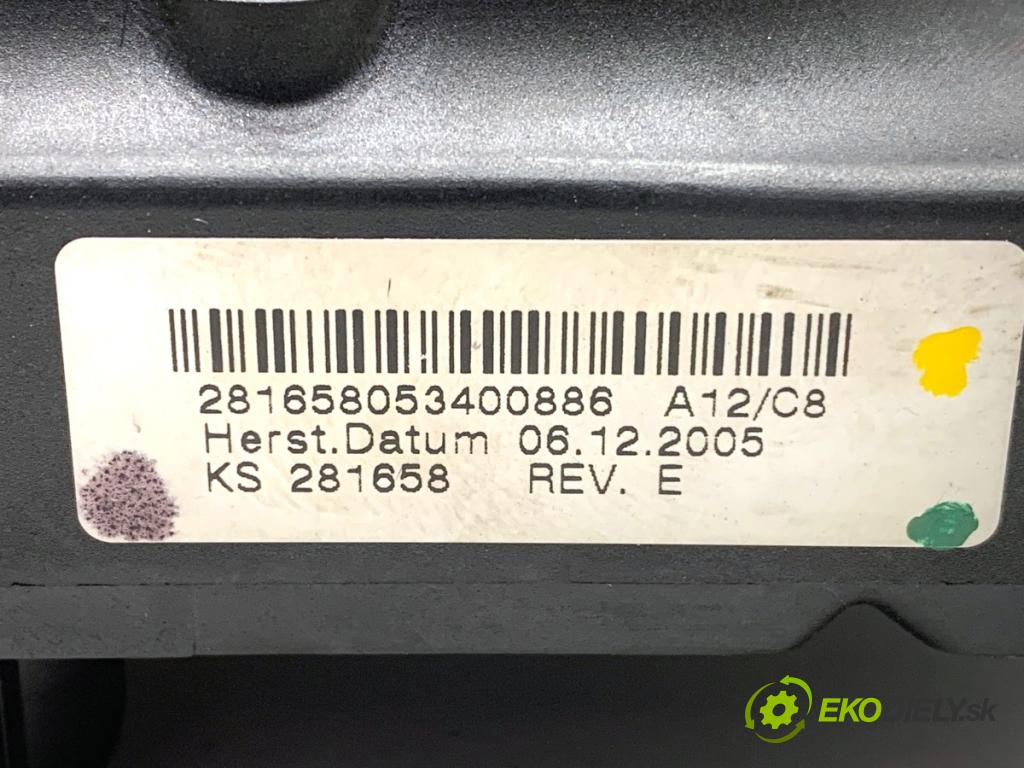 281658053400886 A12/C8
Herst.Datum 06.12.2005
KS 281658 REV. E
EKODIELY.sk